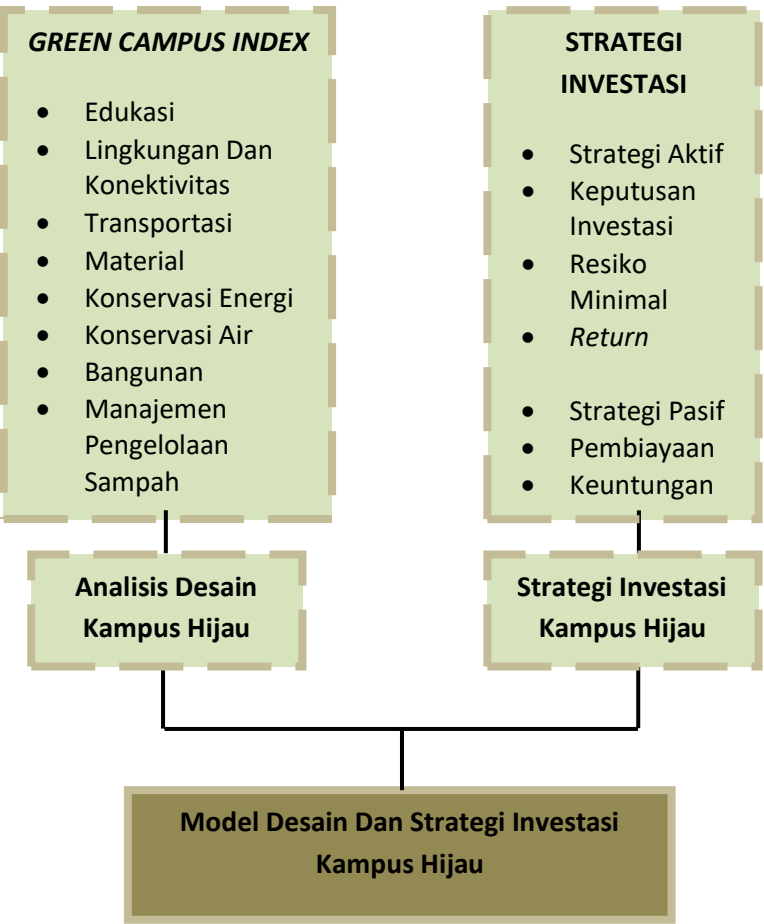 GREEN CAMPUS INDEX
• Edukasi
• Lingkungan Dan
Konektivitas
• Transportasi
• Material
• Konservasi Energi
• Konservasi Air
• Bangunan
• Manajemen
Pengelolaan
Sampah
STRATEGI
INVESTASI
• Strategi Aktif
• Keputusan
Investasi
• Resiko
Minimal
• Return
• Strategi Pasif
• Pembiayaan
• Keuntungan
Analisis Desain
Kampus Hijau
Strategi Investasi
Kampus Hijau
Model Desain Dan Strategi Investasi
Kampus Hijau